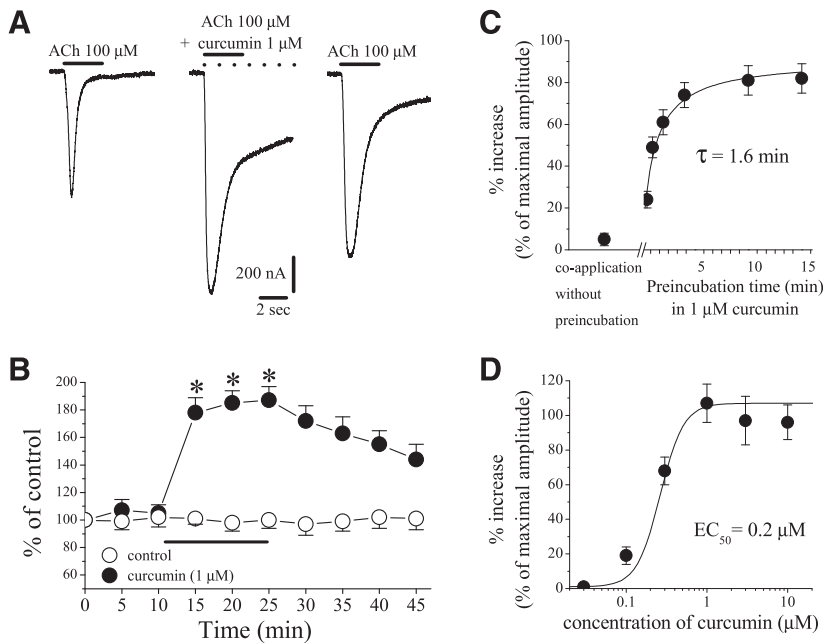 A
ACh 100 μM
ACh 100 μM
+ curcumin 1 μM
ACh 100 μM
200 nA
2 sec
B
% of control
200
180
160
140
120
100
80
60
0 5 10 15 20 25 30 35 40 45
Time (min)
* * *
control
curcumin (1 μM)
C
% increase
(% of maximal amplitude)
100
80
60
40
20
0
τ = 1.6 min
5 10 15
co-application
without
preincubation
Preincubation time (min)
in 1 μM curcumin
D
% increase
(% of maximal amplitude)
120
100
80
60
40
20
0
EC50 = 0.2 μM
0.1 1 10
concentration of curcumin (μM)